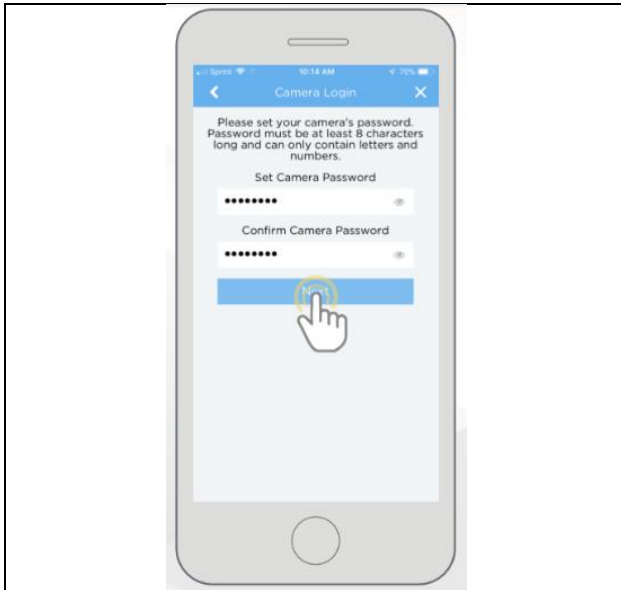 Sprint 10:14 AM 70%
Camera Login
Please set your camera's password.
Password must be at least 8 characters
long and can only contain letters and
numbers.
Set Camera Password
••••••••
Confirm Camera Password
••••••••
Next